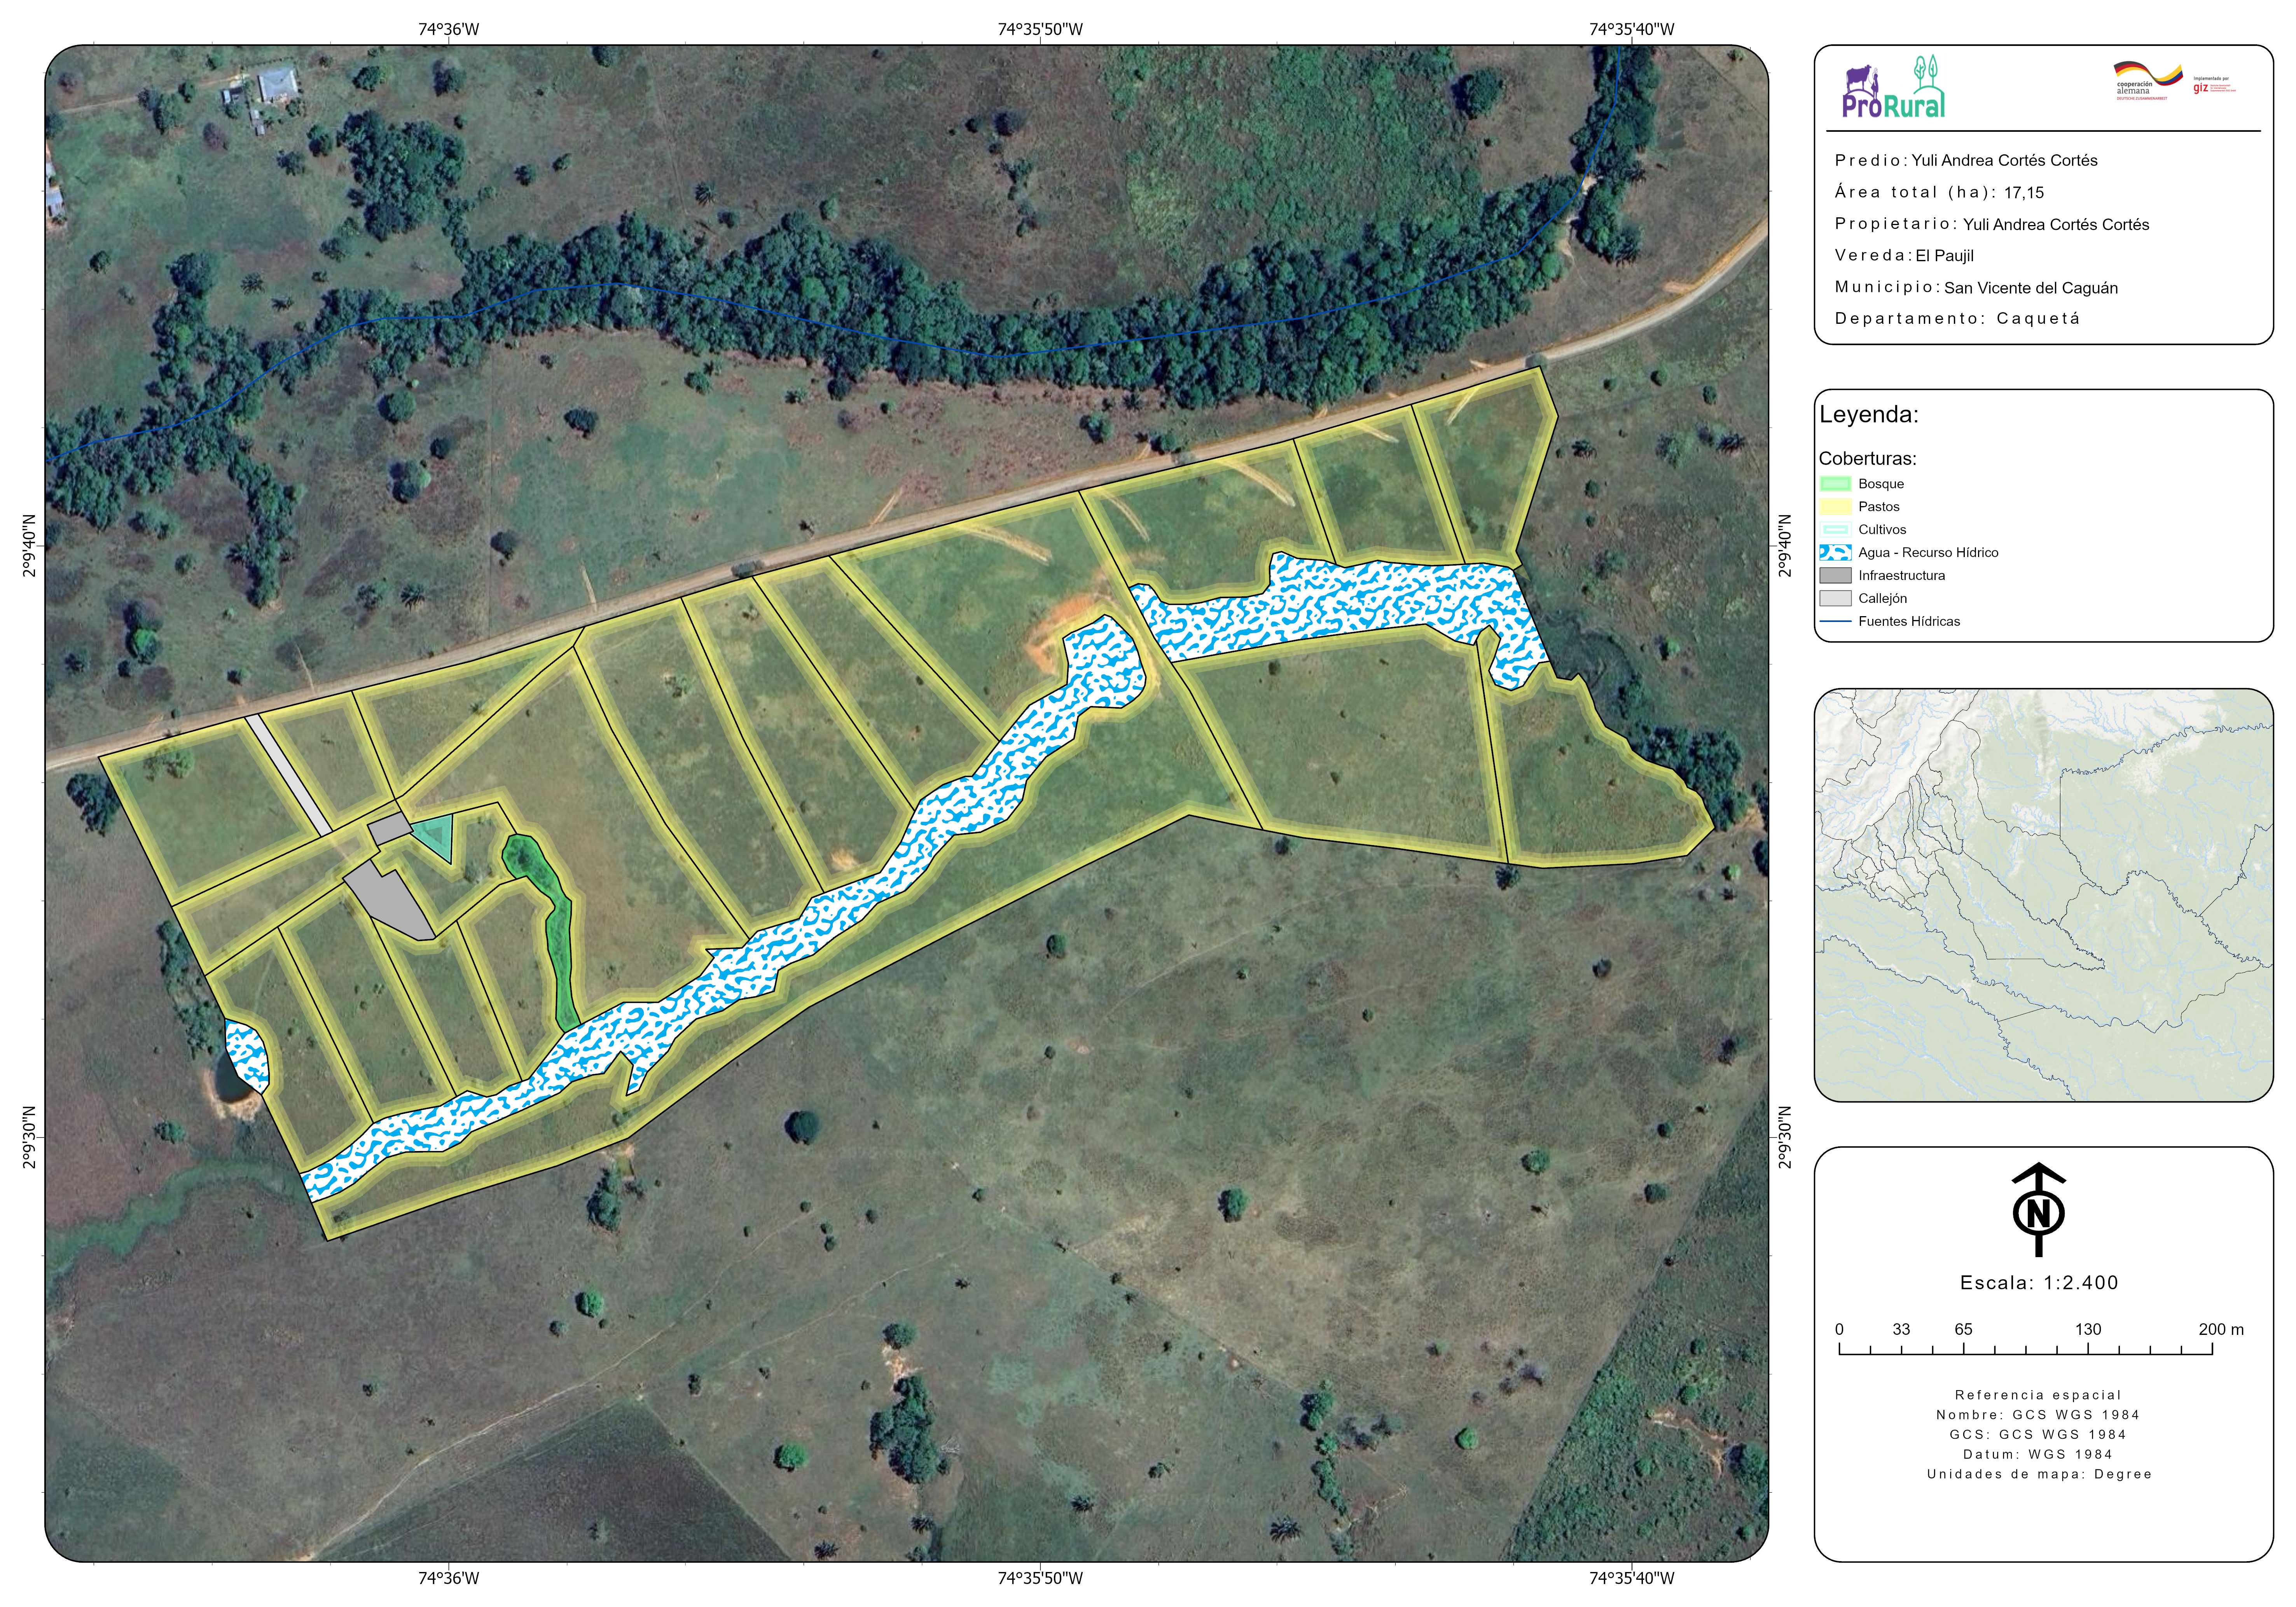 74°36'W
74°35'50"W
74°35'40"W
2°9'40"N
2°9'40"N
2°9'30"N
2°9'30"N
74°36'W
74°35'50"W
74°35'40"W
ProRural
cooperación
alemana
DEUTSCHE ZUSAMMENARBEIT
Implementada por
giz
Predio: Yuli Andrea Cortés Cortés
Área total (ha): 17,15
Propietario: Yuli Andrea Cortés Cortés
Vereda: El Paujil
Municipio: San Vicente del Caguán
Departamento: Caquetá
Leyenda:
Coberturas:
Bosque
Pastos
Cultivos
Agua - Recurso Hídrico
Infraestructura
Callejón
Fuentes Hídricas
N
Escala: 1:2.400
0 33 65 130 200 m
Referencia espacial
Nombre: GCS WGS 1984
GCS: GCS WGS 1984
Datum: WGS 1984
Unidades de mapa: Degree